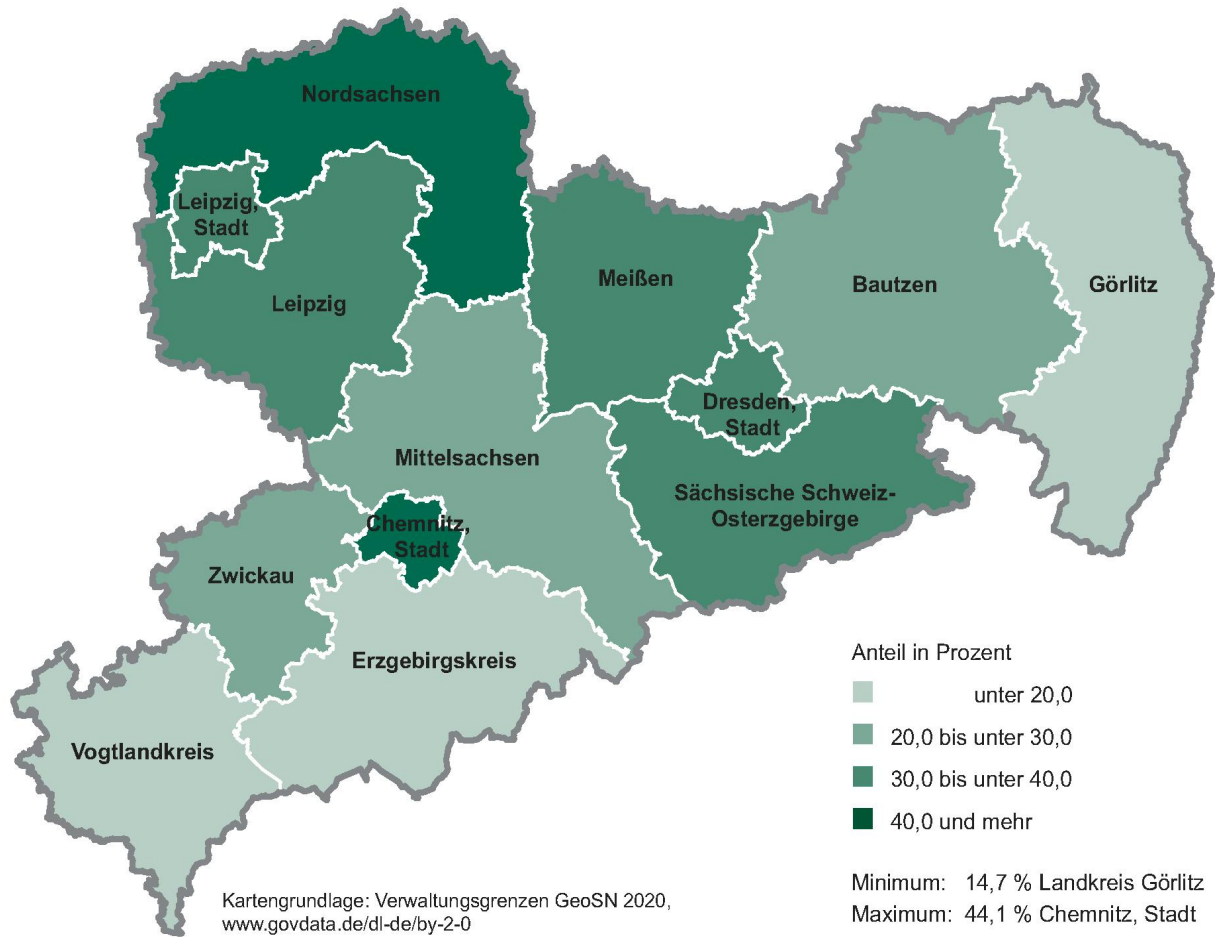 Nordsachsen
Leipzig,
Stadt
Leipzig
Meißen
Bautzen
Görlitz
Dresden,
Stadt
Mittelsachsen
Sächsische Schweiz-
Osterzgebirge
Chemnitz,
Stadt
Zwickau
Erzgebirgskreis
Vogtlandkreis
Anteil in Prozent
unter 20,0
20,0 bis unter 30,0
30,0 bis unter 40,0
40,0 und mehr
Minimum: 14,7 % Landkreis Görlitz
Maximum: 44,1 % Chemnitz, Stadt
Kartengrundlage: Verwaltungsgrenzen GeoSN 2020,
www.govdata.de/dl-de/by-2-0